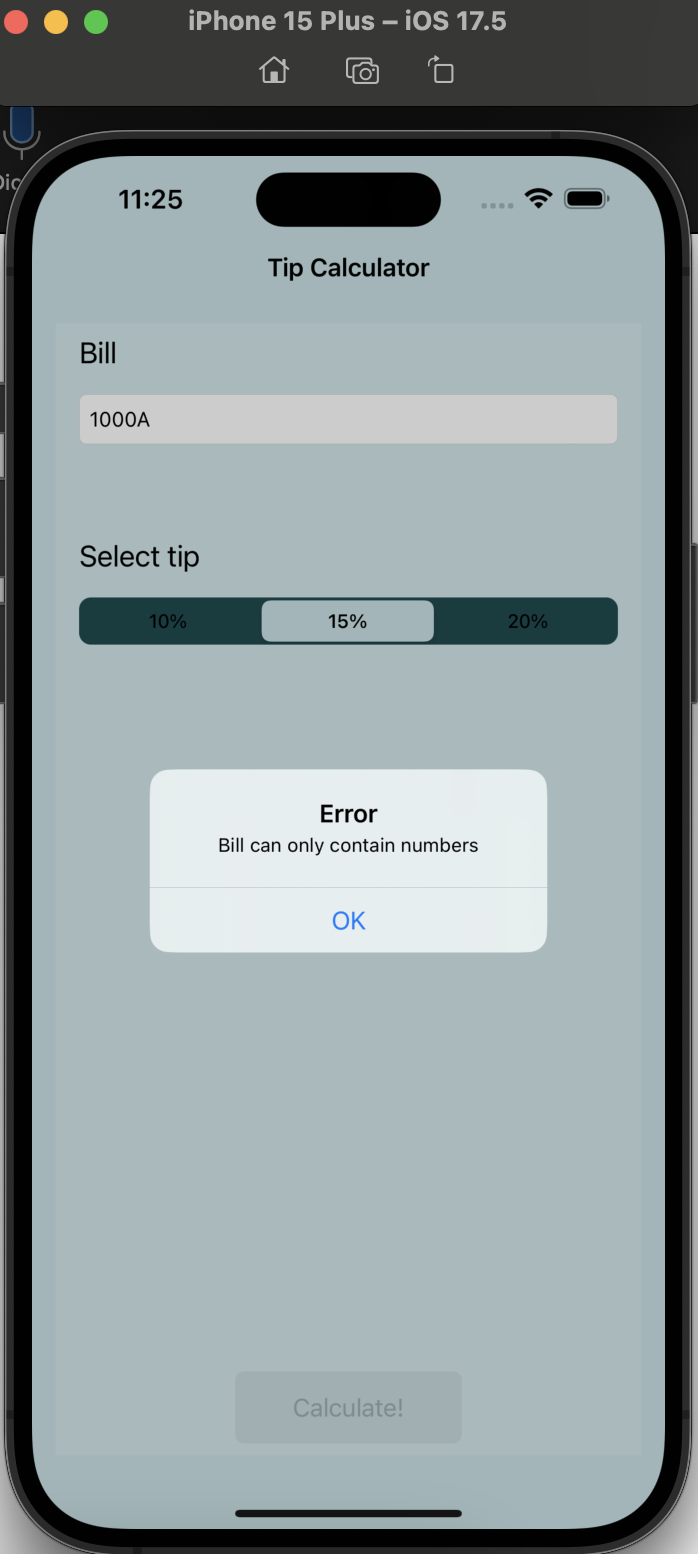 iPhone 15 Plus – iOS 17.5
11:25
Tip Calculator
Bill
1000A
Select tip
10% 15% 20%
Error
Bill can only contain numbers
OK
Calculate!